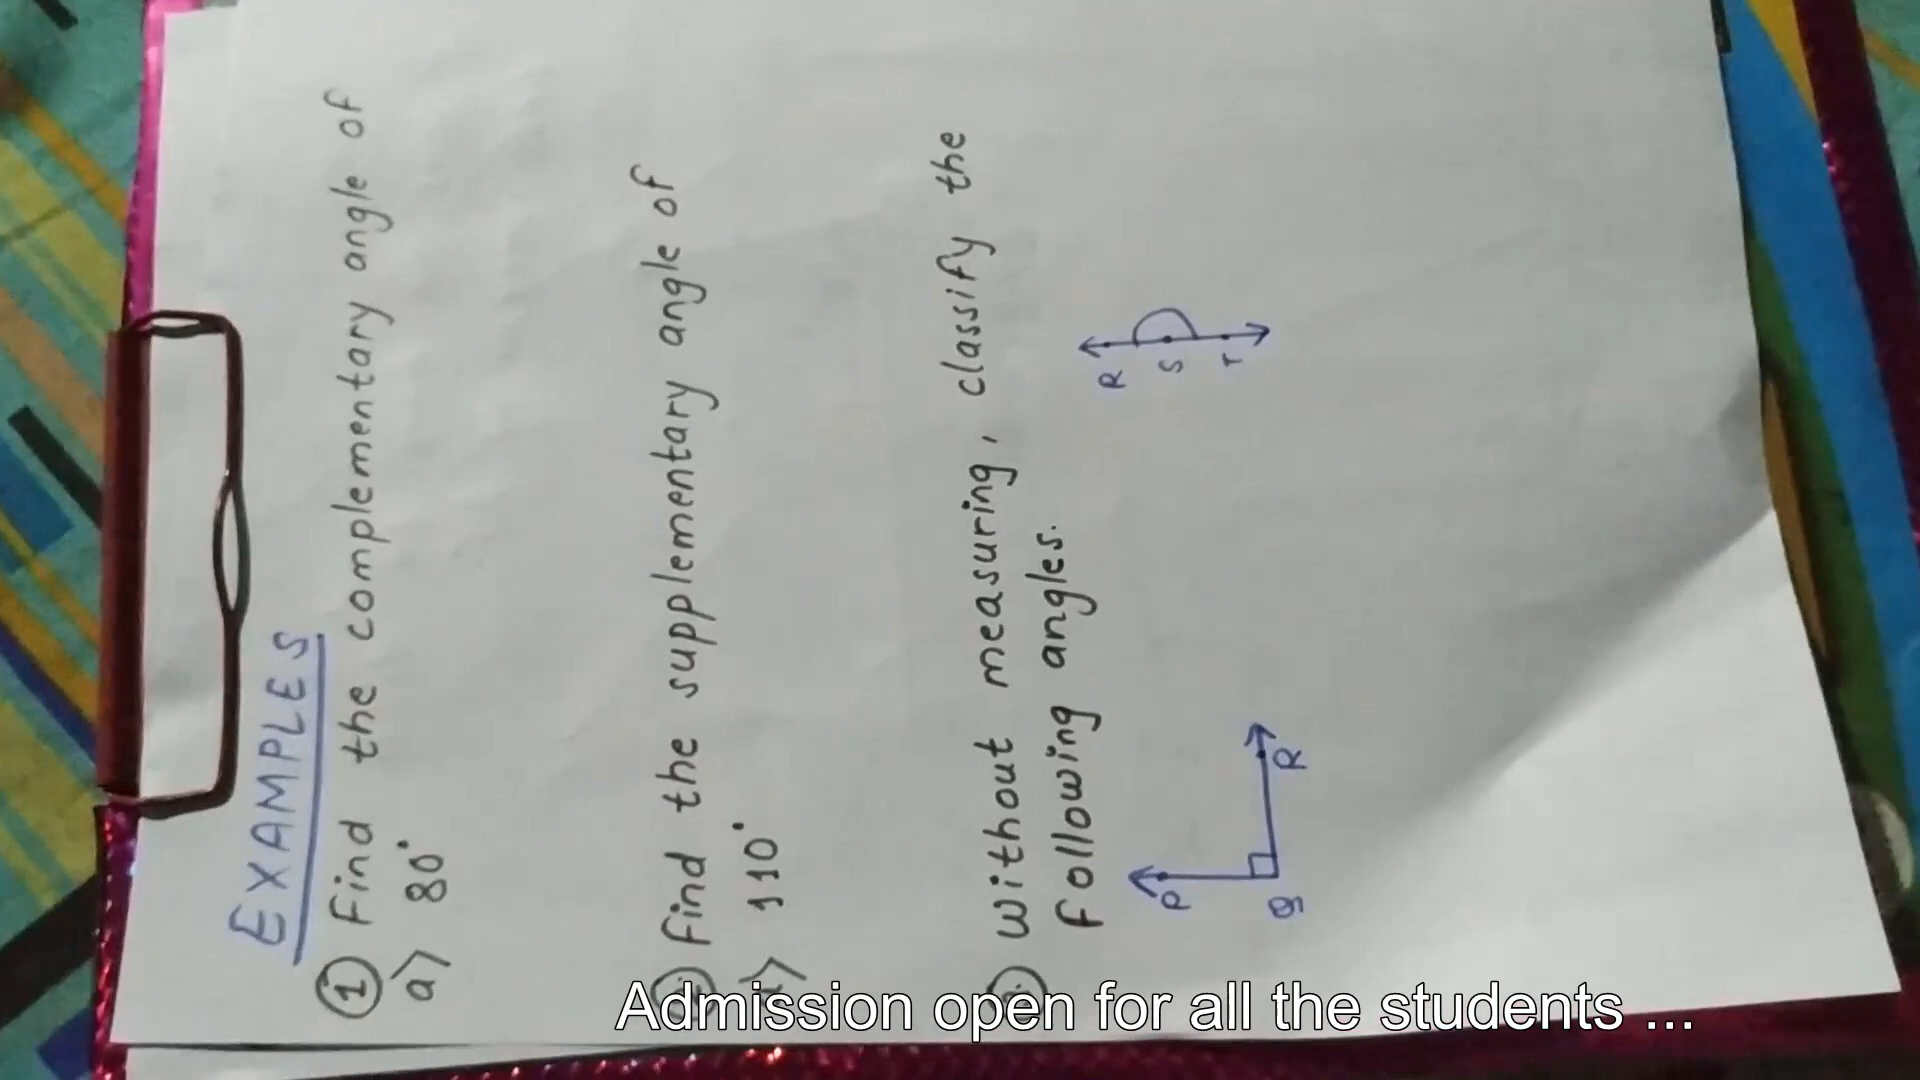 EXAMPLES
① Find the complementary angle of
a) 80°
Find the supplementary angle of
110°
Without measuring, classify the
following angles.
P
Q
R
R
S
T
Admission open for all the students ...